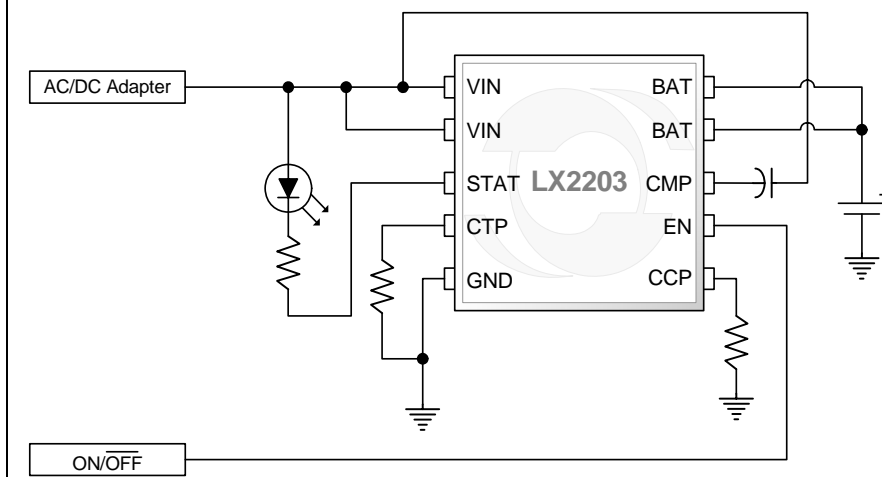 AC/DC Adapter
VIN
VIN
STAT
CTP
GND
LX2203
BAT
BAT
CMP
EN
CCP
ON/OFF